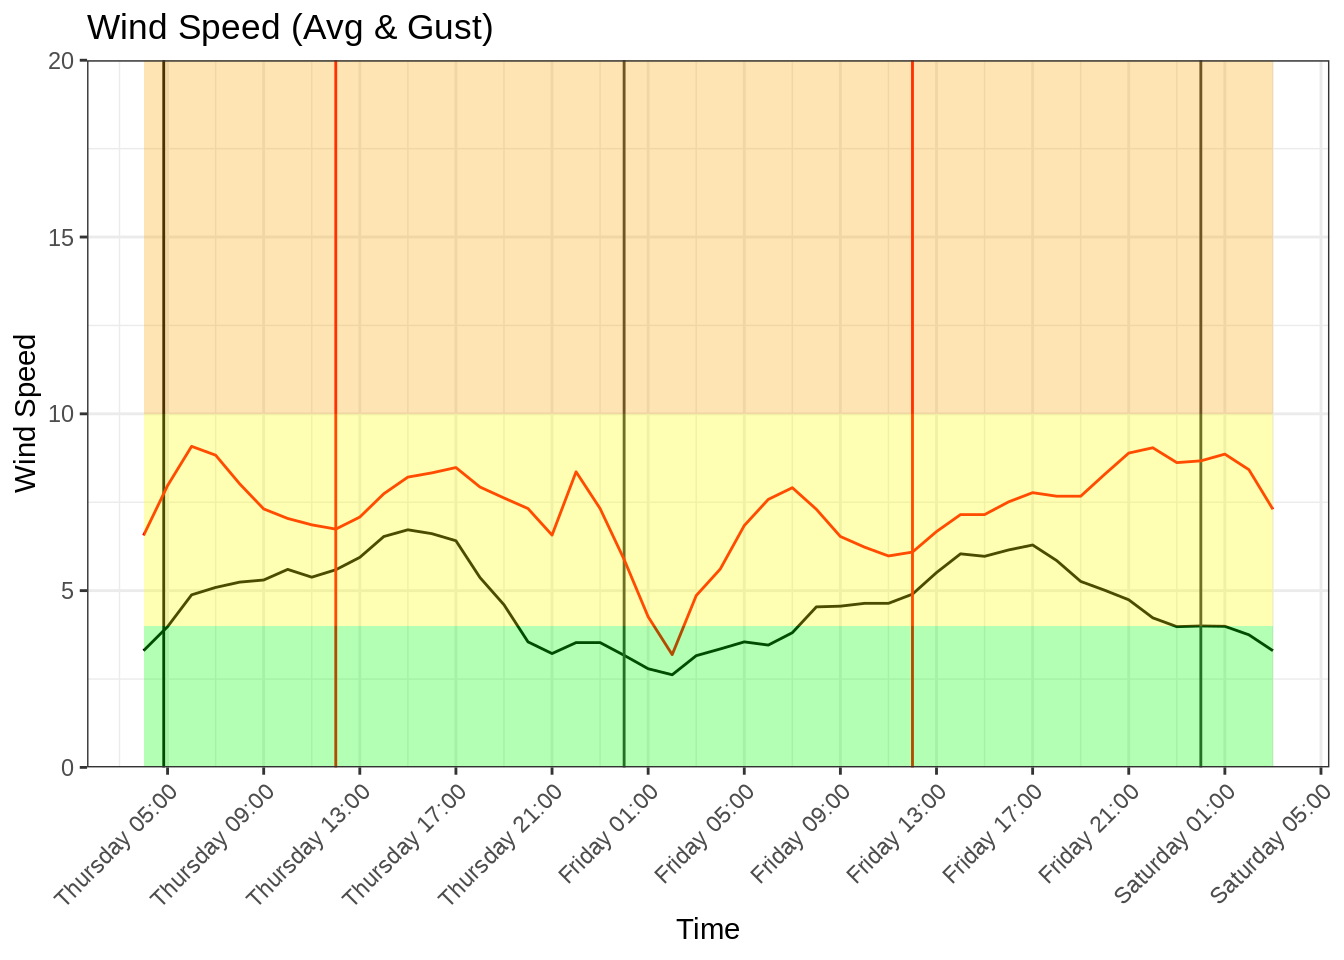 Wind Speed (Avg & Gust)
20
15
10
5
0
Wind Speed
Thursday 05:00
Thursday 09:00
Thursday 13:00
Thursday 17:00
Thursday 21:00
Friday 01:00
Friday 05:00
Friday 09:00
Friday 13:00
Friday 17:00
Friday 21:00
Saturday 01:00
Saturday 05:00
Time